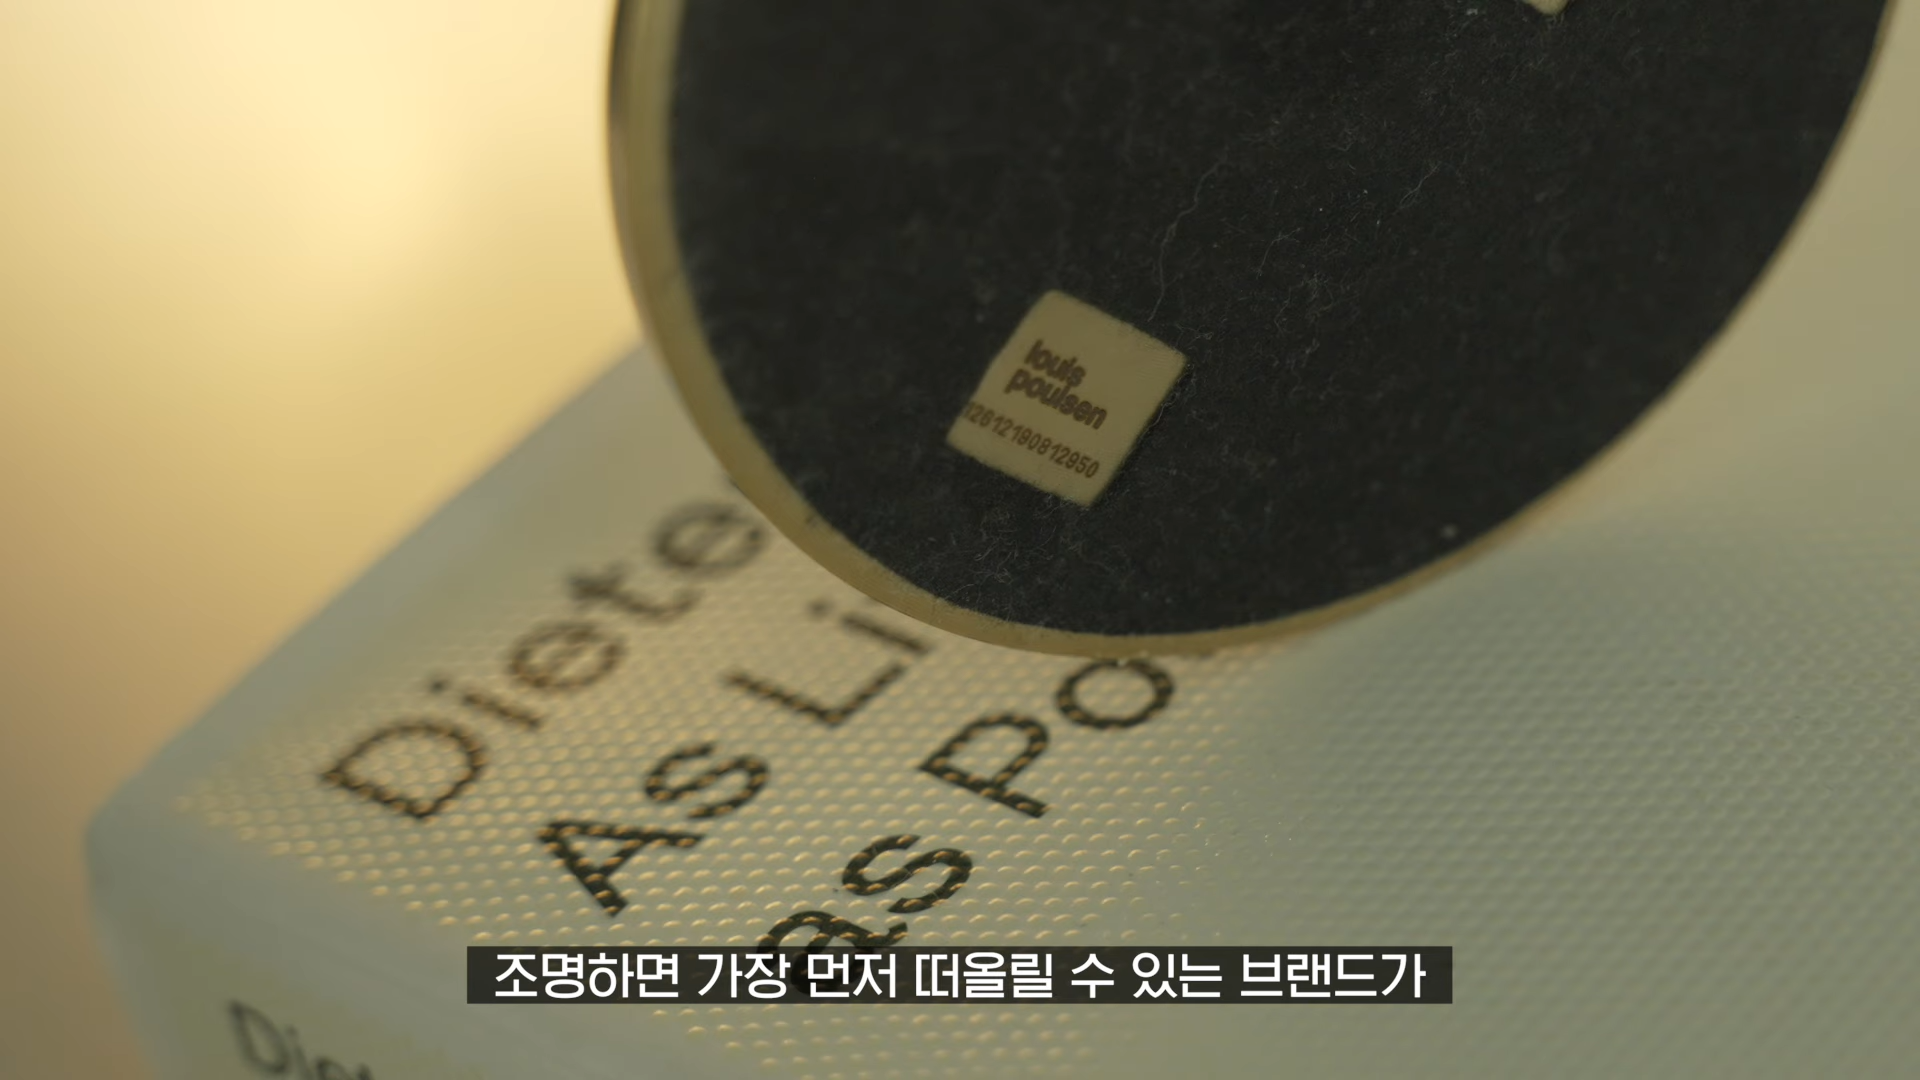 louis
poulsen
12612190812950
Diete
As Li
as po
조명하면 가장 먼저 떠올릴 수 있는 브랜드가